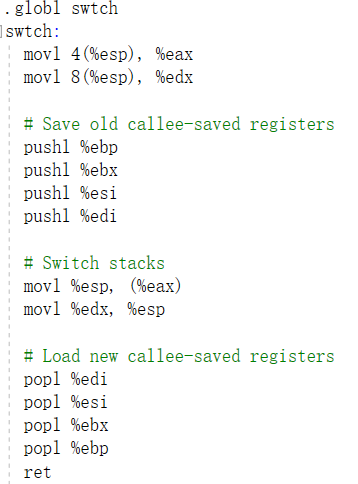 .globl swtch
swtch:
movl 4(%esp), %eax
movl 8(%esp), %edx
# Save old callee-saved registers
pushl %ebp
pushl %ebx
pushl %esi
pushl %edi
# Switch stacks
movl %esp, (%eax)
movl %edx, %esp
# Load new callee-saved registers
popl %edi
popl %esi
popl %ebx
popl %ebp
ret